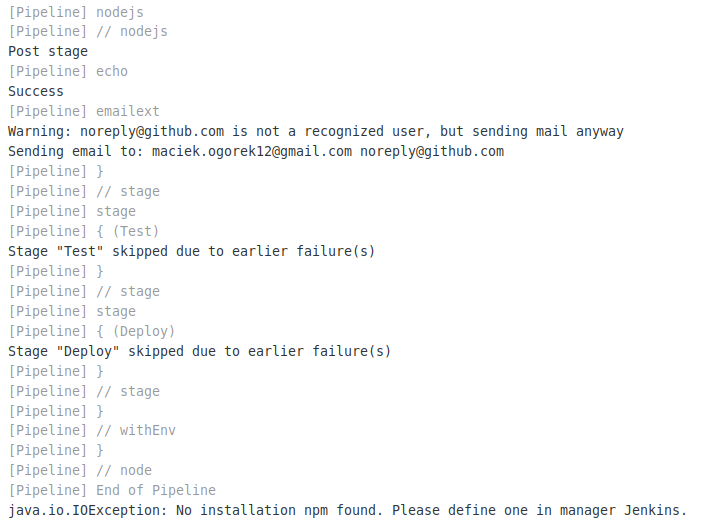 [Pipeline] nodejs
[Pipeline] // nodejs
Post stage
[Pipeline] echo
Success
[Pipeline] emailext
Warning: noreply@github.com is not a recognized user, but sending mail anyway
Sending email to: maciek.ogorek12@gmail.com noreply@github.com
[Pipeline] }
[Pipeline] // stage
[Pipeline] stage
[Pipeline] { (Test)
Stage "Test" skipped due to earlier failure(s)
[Pipeline] }
[Pipeline] // stage
[Pipeline] stage
[Pipeline] { (Deploy)
Stage "Deploy" skipped due to earlier failure(s)
[Pipeline] }
[Pipeline] // stage
[Pipeline] }
[Pipeline] // withEnv
[Pipeline] }
[Pipeline] // node
[Pipeline] End of Pipeline
java.io.IOException: No installation npm found. Please define one in manager Jenkins.